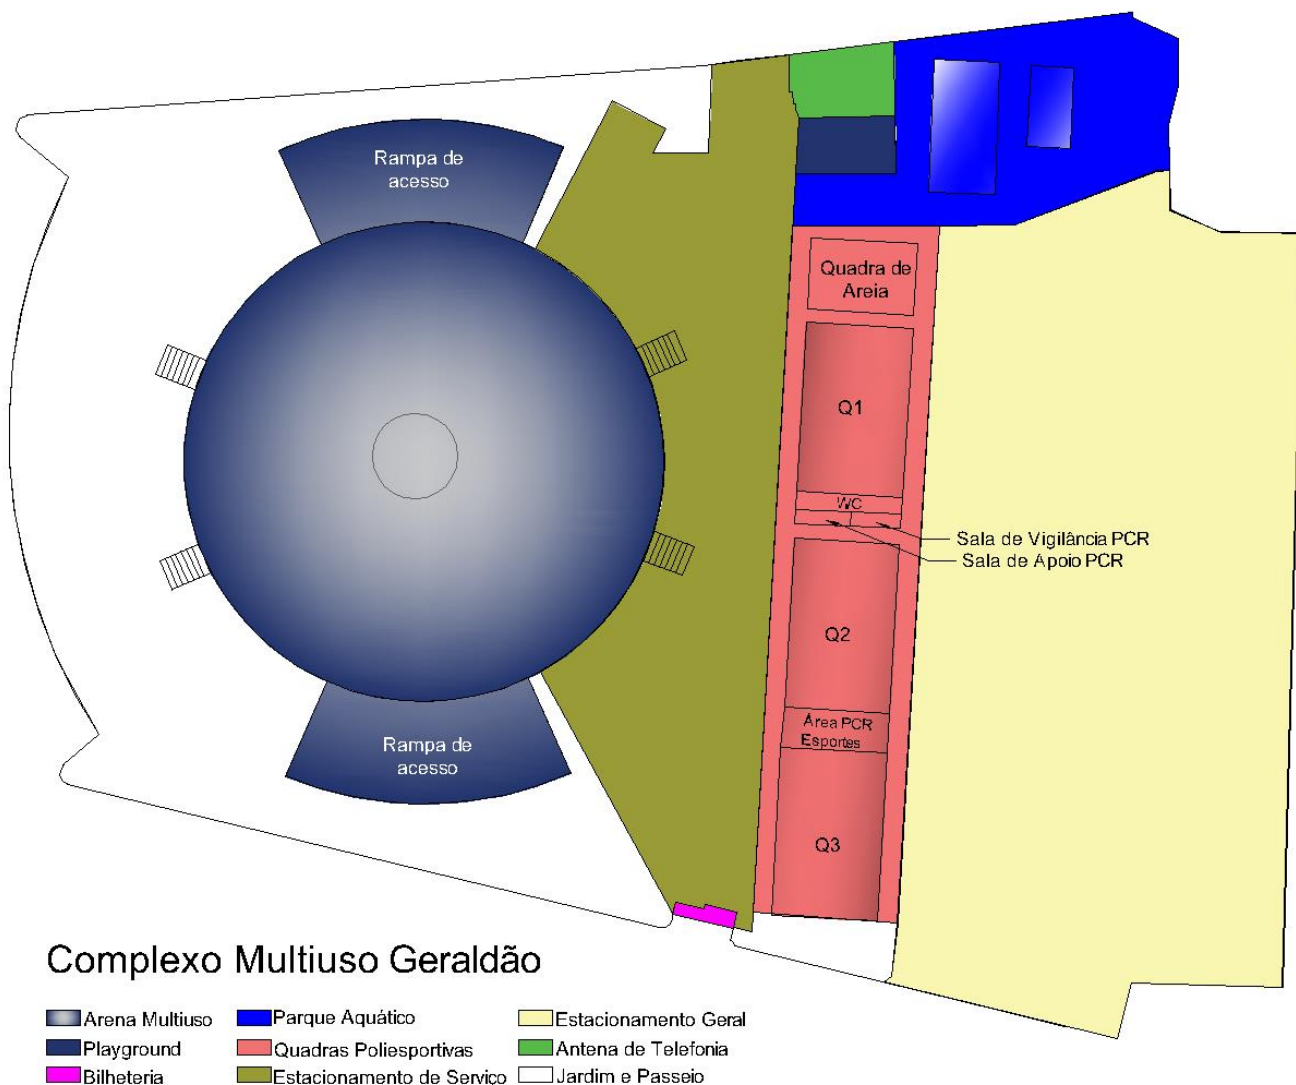 Rampa de
acesso
Quadra de
Areia
Q1
WC
Sala de Vigilância PCR
Sala de Apoio PCR
Q2
Área PCR
Esportes
Rampa de
acesso
Q3
Complexo Multiuso Geraldão
Arena Multiuso
Parque Aquático
Estacionamento Geral
Playground
Quadras Poliesportivas
Antena de Telefonia
Bilheteria
Estacionamento de Serviço
Jardim e Passeio